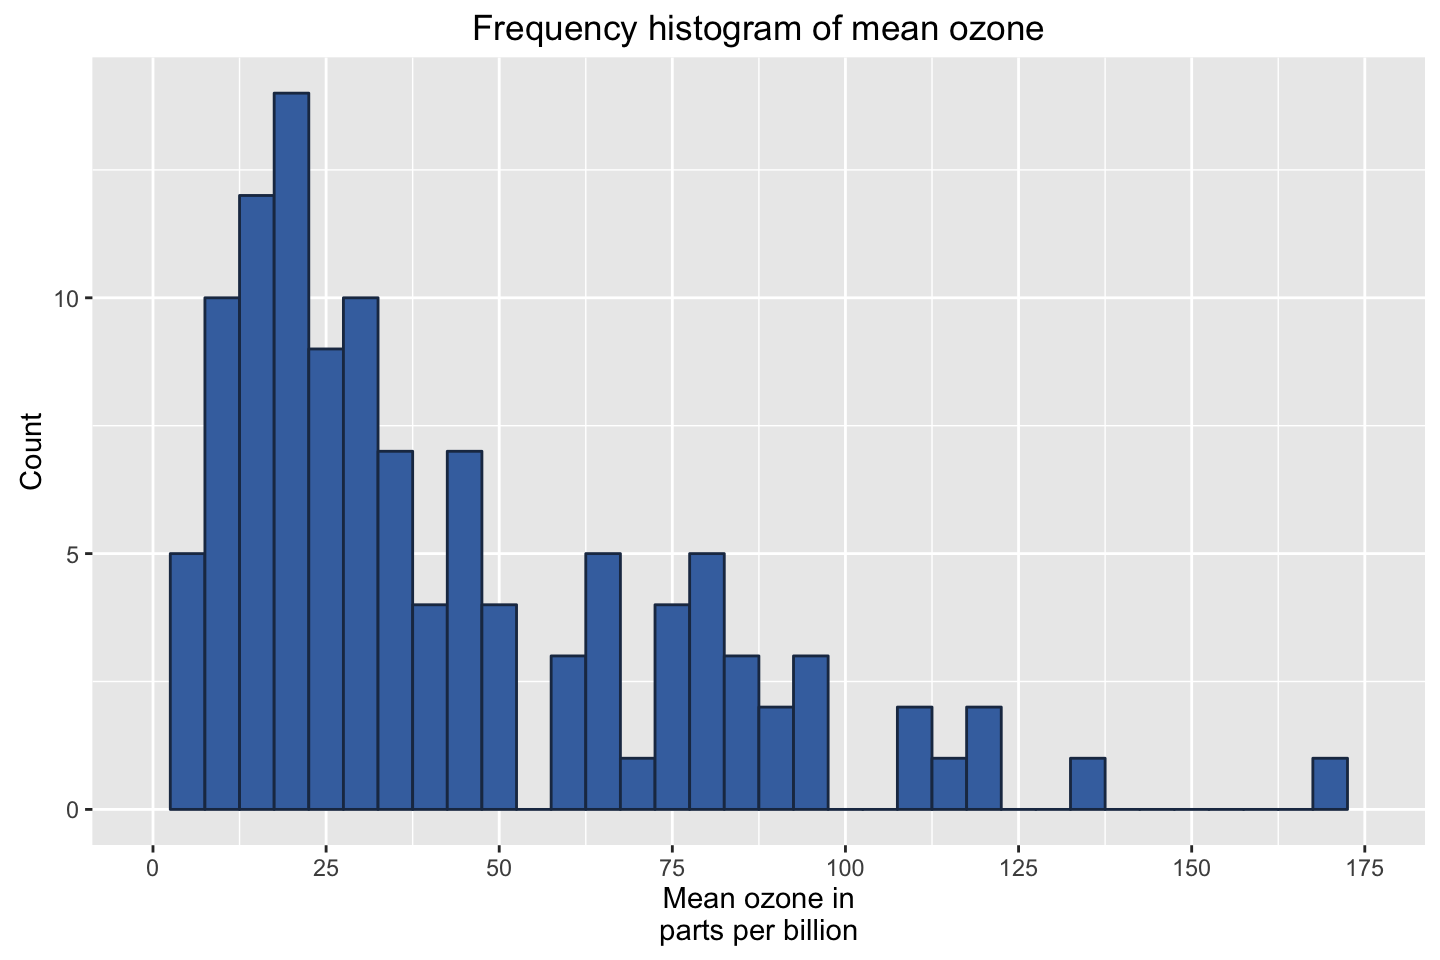 Frequency histogram of mean ozone
10
5
0
Count
0 25 50 75 100 125 150 175
Mean ozone in
parts per billion